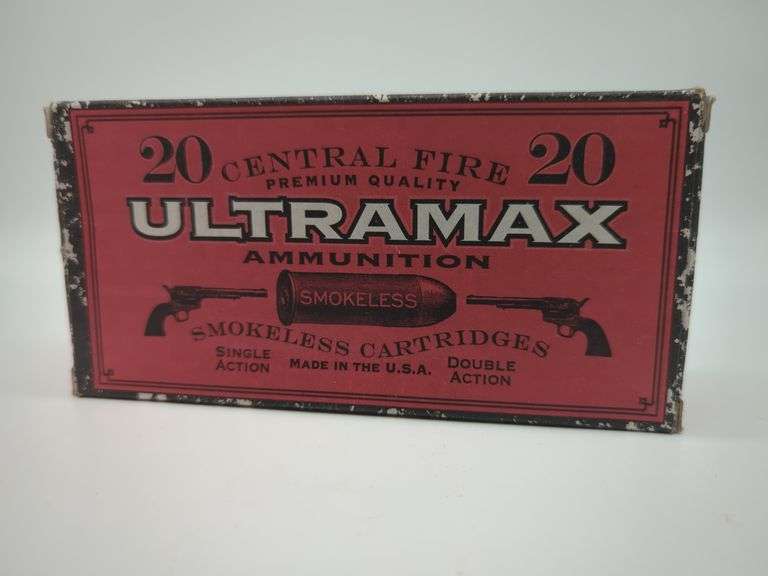 20 CENTRAL FIRE 20
PREMIUM QUALITY
ULTRAMAX
AMMUNITION
SMOKELESS
SMOKELESS CARTRIDGES
SINGLE ACTION
MADE IN THE U.S.A.
DOUBLE ACTION